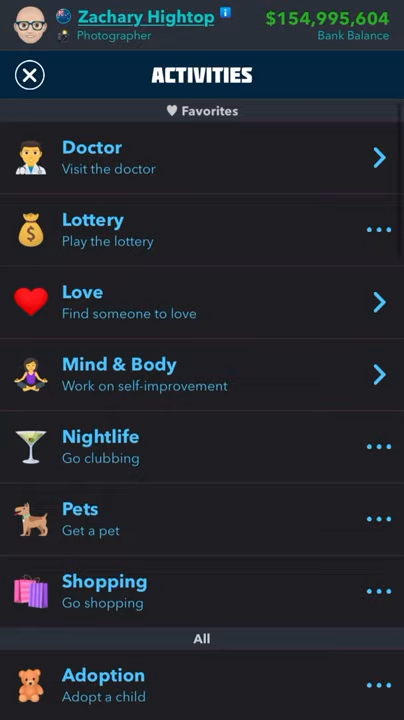 Zachary Hightop
$154,995,604
Photographer
Bank Balance
ACTIVITIES
Favorites
Doctor
Visit the doctor
Lottery
Play the lottery
Love
Find someone to love
Mind & Body
Work on self-improvement
Nightlife
Go clubbing
Pets
Get a pet
Shopping
Go shopping
All
Adoption
Adopt a child